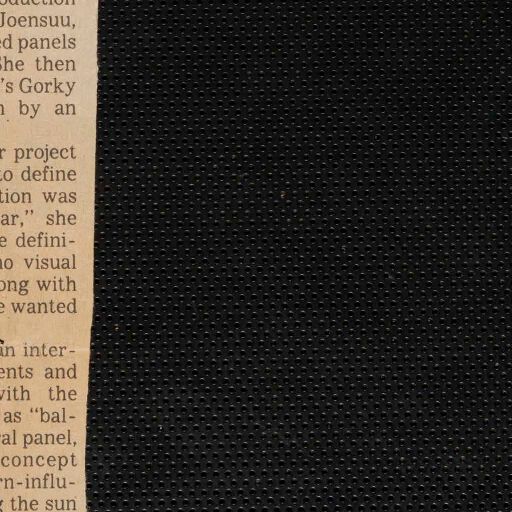 oduction
Joensuu,
ed panels
She then
's Gorky
n by an
r project
to define
tion was
ar," she
e defini-
no visual
ong with
e wanted
an inter-
ents and
with the
as "bal-
ral panel,
concept
rn-influ-
g the sun